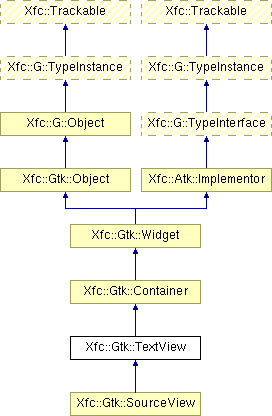 Xfc::Trackable Xfc::Trackable
Xfc::G::TypeInstance Xfc::G::TypeInstance
Xfc::G::Object Xfc::G::TypeInterface
Xfc::Gtk::Object Xfc::Atk::Implementor
Xfc::Gtk::Widget
Xfc::Gtk::Container
Xfc::Gtk::TextView
Xfc::Gtk::SourceView